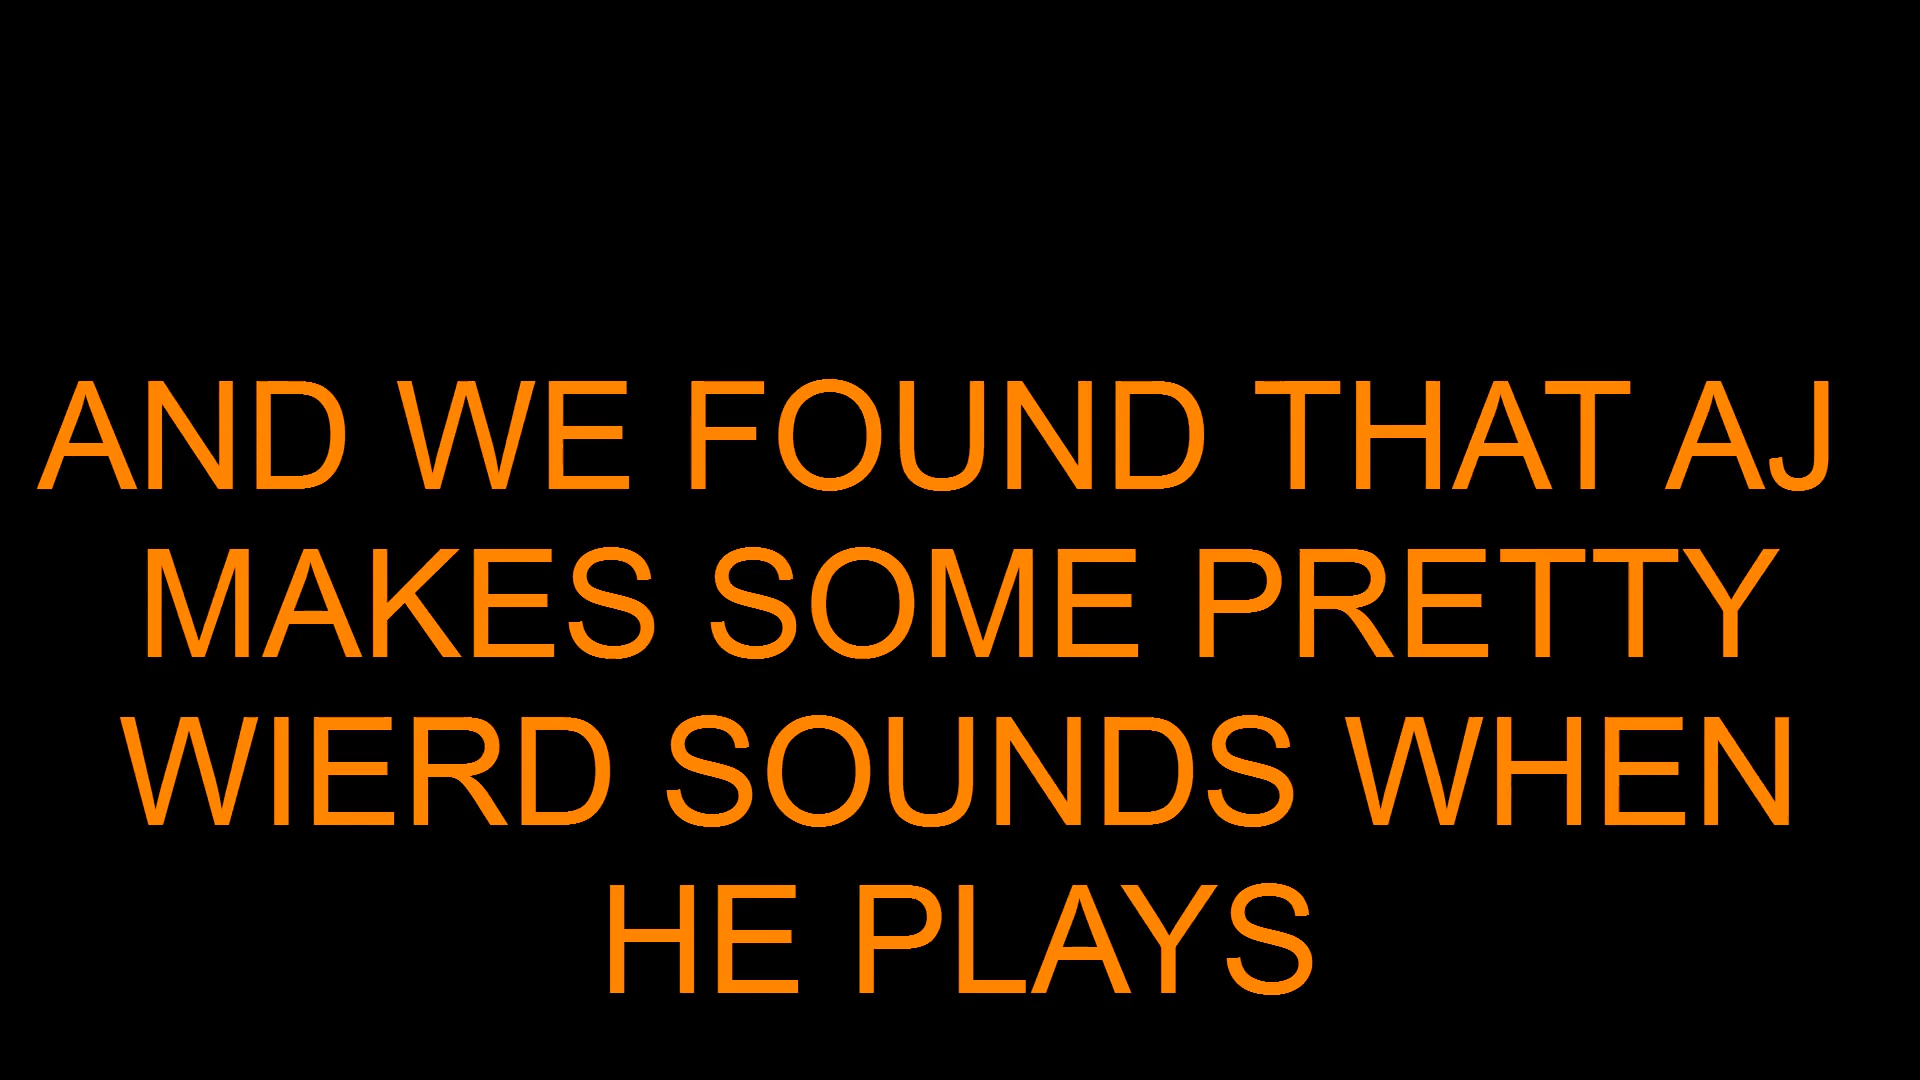 AND WE FOUND THAT AJ
MAKES SOME PRETTY
WIERD SOUNDS WHEN
HE PLAYS